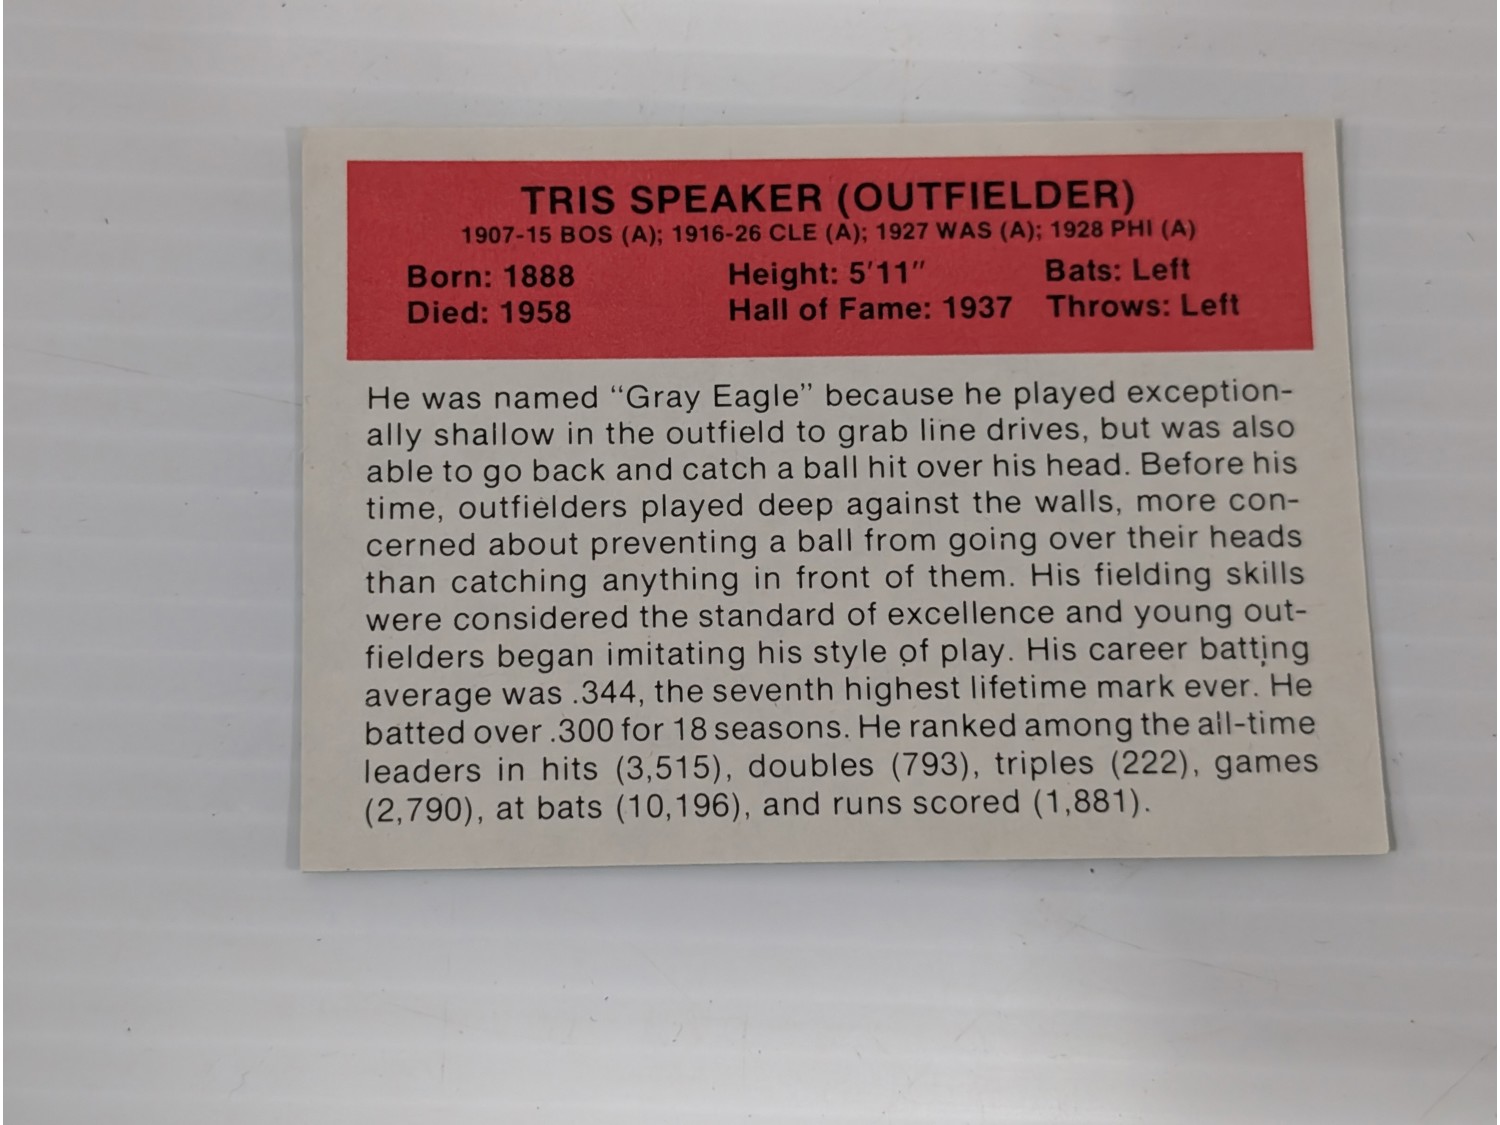 TRIS SPEAKER (OUTFIELDER)
1907-15 BOS (A); 1916-26 CLE (A); 1927 WAS (A); 1928 PHI (A)
Born: 1888 Height: 5'11" Bats: Left
Died: 1958 Hall of Fame: 1937 Throws: Left
He was named “Gray Eagle” because he played exception-
ally shallow in the outfield to grab line drives, but was also
able to go back and catch a ball hit over his head. Before his
time, outfielders played deep against the walls, more con-
cerned about preventing a ball from going over their heads
than catching anything in front of them. His fielding skills
were considered the standard of excellence and young out-
fielders began imitating his style of play. His career batting
average was .344, the seventh highest lifetime mark ever. He
batted over .300 for 18 seasons. He ranked among the all-time
leaders in hits (3,515), doubles (793), triples (222), games
(2,790), at bats (10,196), and runs scored (1,881).